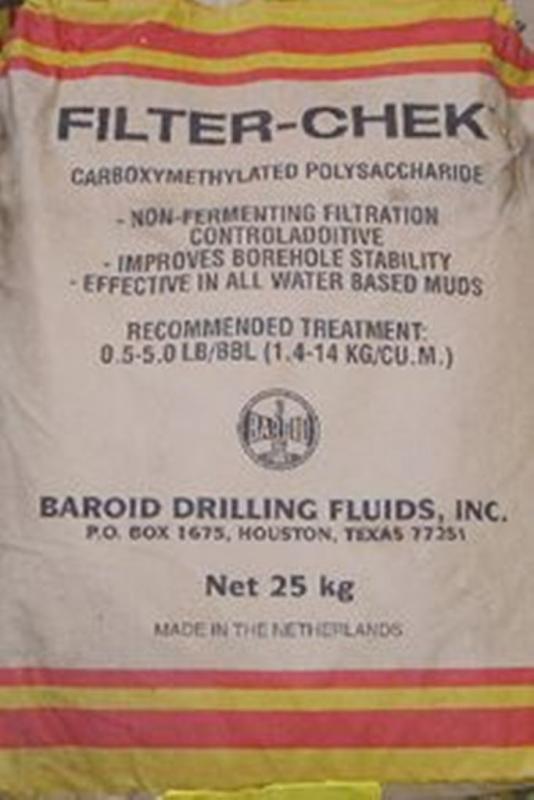 FILTER-CHEK
CARBOXYMETHYLATED POLYSACCHARIDE
- NON-FERMENTING FILTRATION
CONTROLADDITIVE
- IMPROVES BOREHOLE STABILITY
- EFFECTIVE IN ALL WATER BASED MUDS
RECOMMENDED TREATMENT:
0.5-5.0 LB/BBL (1.4-14 KG/CU.M.)
BAROID
BAROID DRILLING FLUIDS, INC.
P.O. BOX 1675, HOUSTON, TEXAS 77251
Net 25 kg
MADE IN THE NETHERLANDS